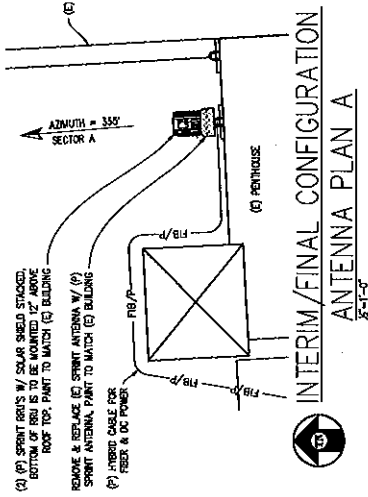 (E)
AZIMUTH = 355°
SECTOR A
(2) (P) SPRINT RRU'S W/ SOLAR SHIELD STACKED,
BOTTOM OF RRU IS TO BE MOUNTED 12" ABOVE
ROOF TOP, PAINT TO MATCH (E) BUILDING
REMOVE & REPLACE (E) SPRINT ANTENNA W/ (P)
SPRINT ANTENNA, PAINT TO MATCH (E) BUILDING
(P) HYBRID CABLE FOR
FIBER & DC POWER
FIB/P
FIB/P
FIB/P
FIB/P
(E) PENTHOUSE
INTERIM/FINAL CONFIGURATION
ANTENNA PLAN A